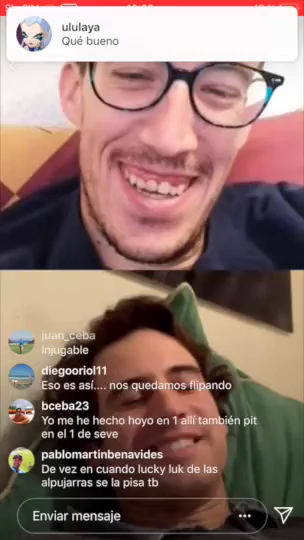 ululaya
Qué bueno
juan_ceba
Injugable
diegooriol11
Eso es así.... nos quedamos flipando
bceba23
Yo me he hecho hoyo en 1 allí también pit
en el 1 de seve
pablomartinbenavides
De vez en cuando lucky luk de las
alpujarras se la pisa tb
Enviar mensaje